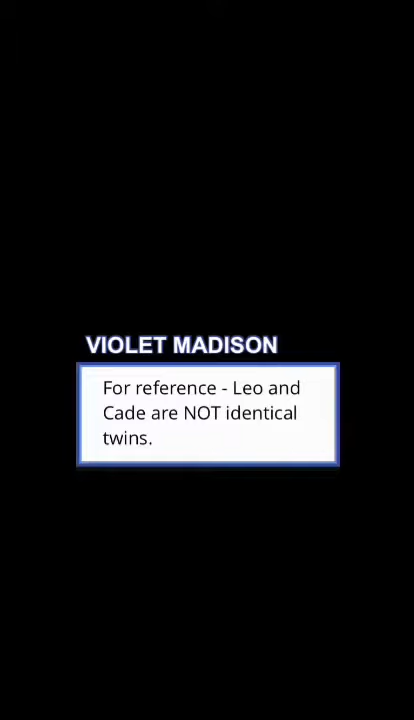 VIOLET MADISON
For reference - Leo and
Cade are NOT identical
twins.